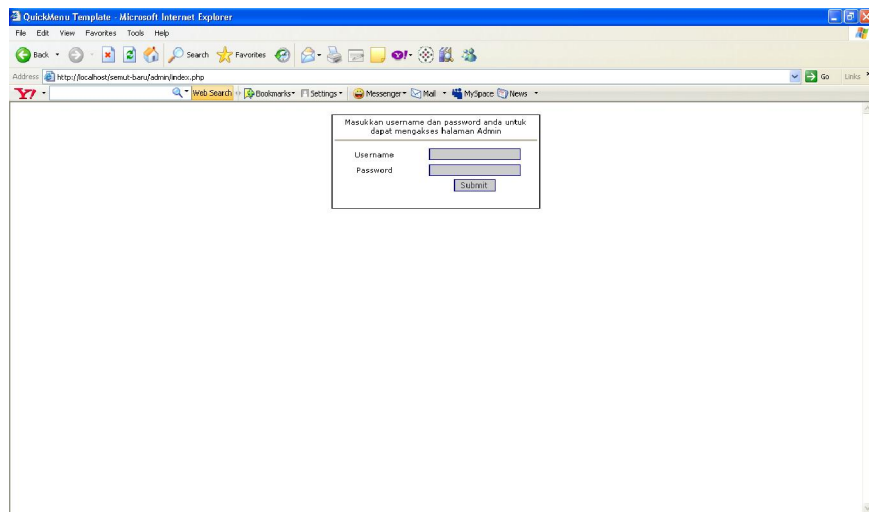 QuickMenu Template - Microsoft Internet Explorer
File Edit View Favorites Tools Help
Back Search Favorites
Address http://localhost/semut-baru/admin/index.php Go Links
Y! Web Search Bookmarks Settings Messenger Mail MySpace News
Masukkan username dan password anda untuk
dapat mengakses halaman Admin
Username
Password
Submit